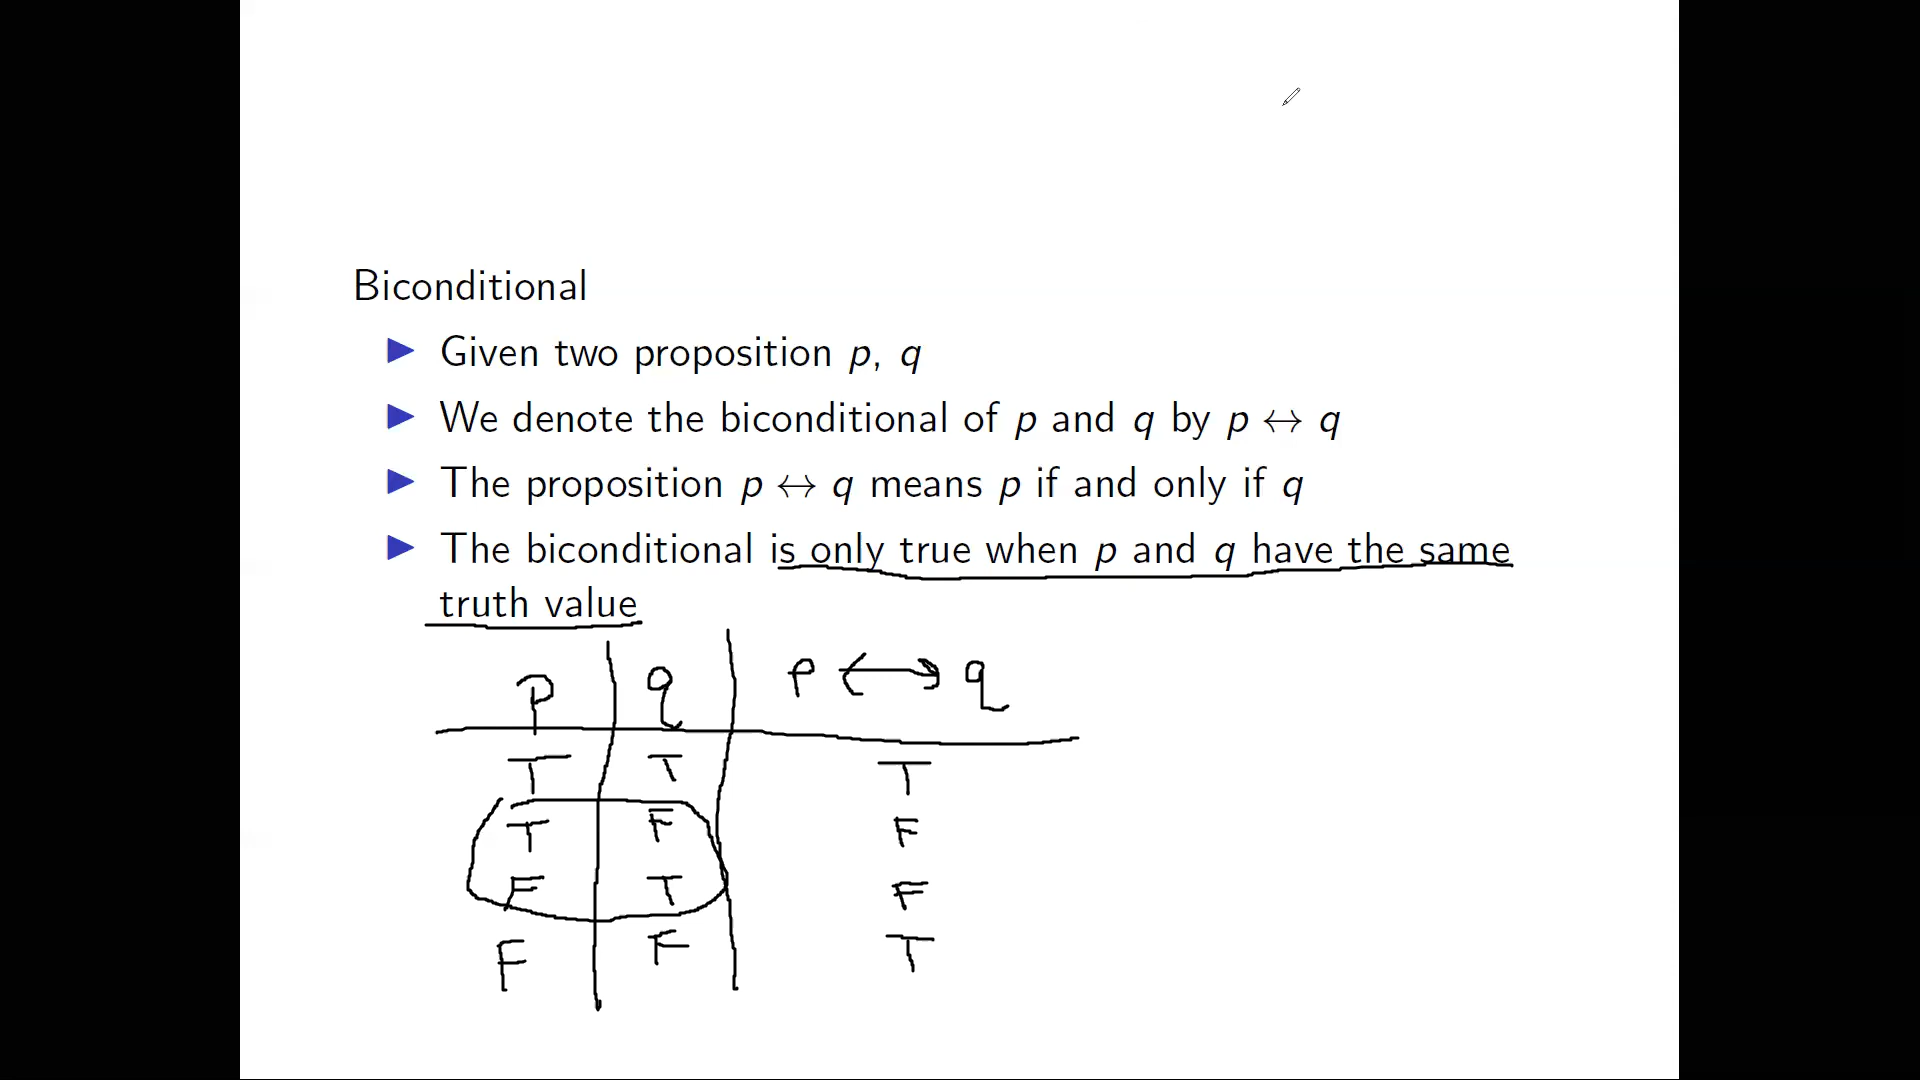 Biconditional
▶ Given two proposition p, q
▶ We denote the biconditional of p and q by p ↔ q
▶ The proposition p ↔ q means p if and only if q
▶ The biconditional is only true when p and q have the same
truth value
P q P ↔ q
T T T
T F F
F T F
F F T